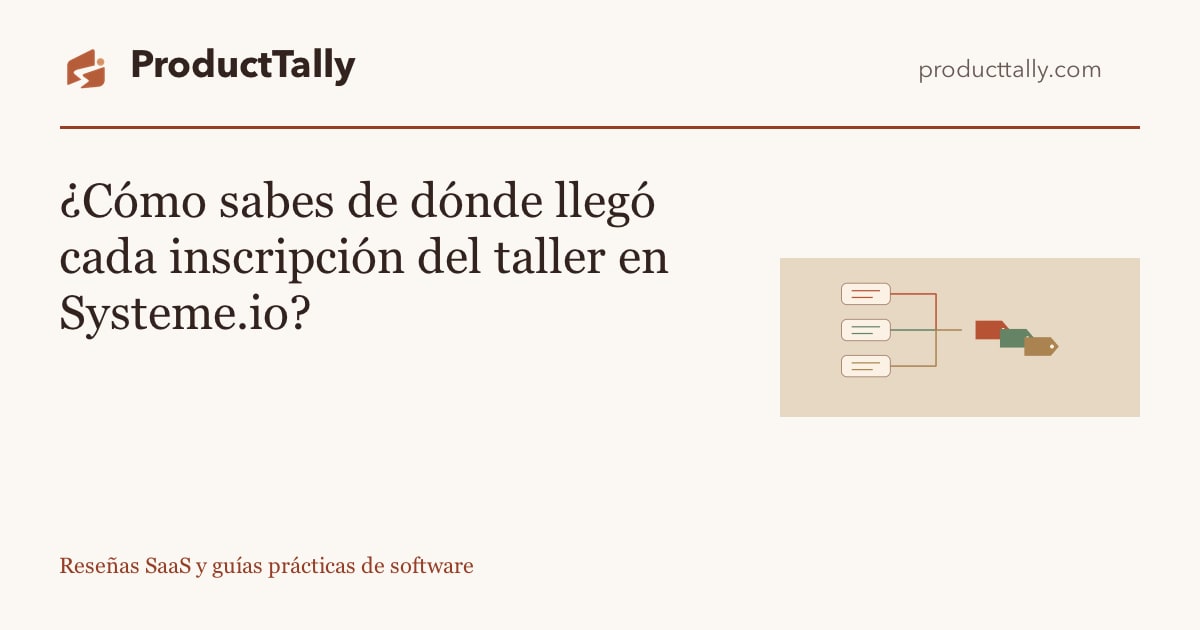 ProductTally
producttally.com
¿Cómo sabes de dónde llegó
cada inscripción del taller en
Systeme.io?
Reseñas SaaS y guías prácticas de software